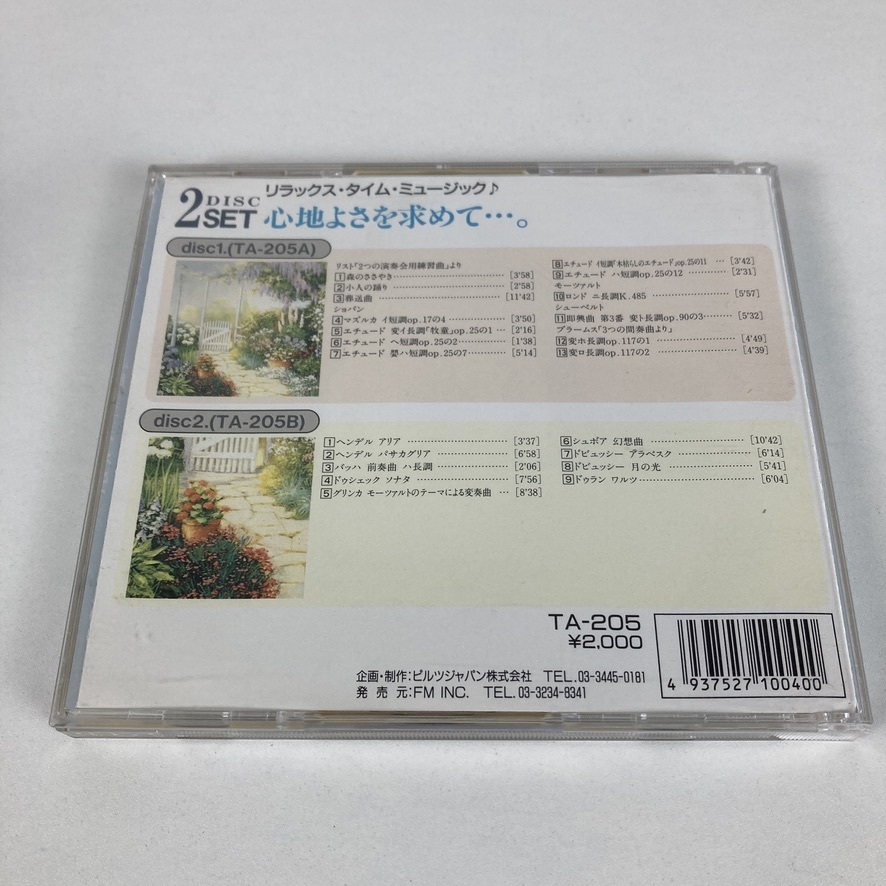 2 DISC SET
リラックス・タイム・ミュージック♪
心地よさを求めて…。
disc1.(TA-205A)
リスト「2つの演奏会用練習曲」より
1 森のささやき [3'58]
2 小人の踊り [2'58]
3 葬送曲 [11'42]
ショパン
4 マズルカ イ短調op.17の4 [3'50]
5 エチュード 変イ長調「牧童」op.25の1 [2'16]
6 エチュード ヘ短調op.25の2 [1'38]
7 エチュード 嬰ハ短調op.25の7 [5'14]
8 エチュード イ短調「木枯らしのエチュード」op.25の11 [3'42]
9 エチュード ハ短調op.25の12 [2'31]
モーツァルト
10 ロンド ニ長調K.485 [5'57]
シューベルト
11 即興曲 第3番 変ト長調op.90の3 [5'32]
ブラームス「3つの間奏曲より」
12 変ホ長調op.117の1 [4'49]
13 変ロ長調op.117の2 [4'39]
disc2.(TA-205B)
1 ヘンデル アリア [3'37]
2 ヘンデル パサカグリア [6'58]
3 バッハ 前奏曲 ハ長調 [2'06]
4 ドゥシェック ソナタ [7'56]
5 グリンカ モーツァルトのテーマによる変奏曲 [8'38]
6 シュポア 幻想曲 [10'42]
7 ドビュッシー アラベスク [6'14]
8 ドビュッシー 月の光 [5'41]
9 ドゥラン ワルツ [6'04]
TA-205
¥2,000
企画・制作:ピルツジャパン株式会社 TEL.03-3445-0181
発売元:FM INC. TEL.03-3234-8341
4 937527 100400